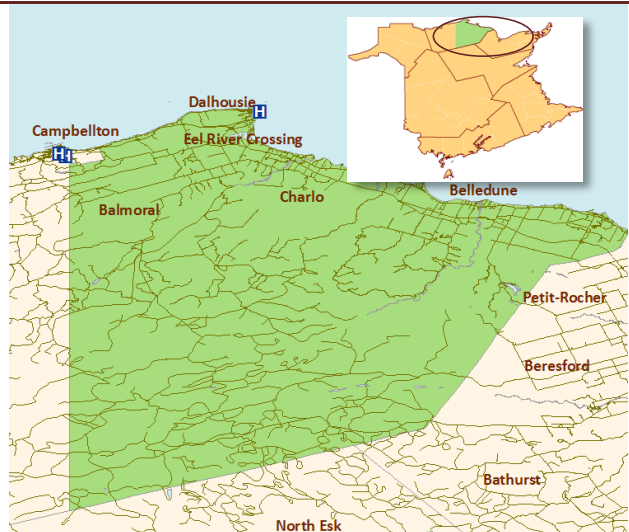 Dalhousie
H
Campbellton
H
H
Eel River Crossing
Belledune
Charlo
Balmoral
Petit-Rocher
Beresford
Bathurst
North Esk